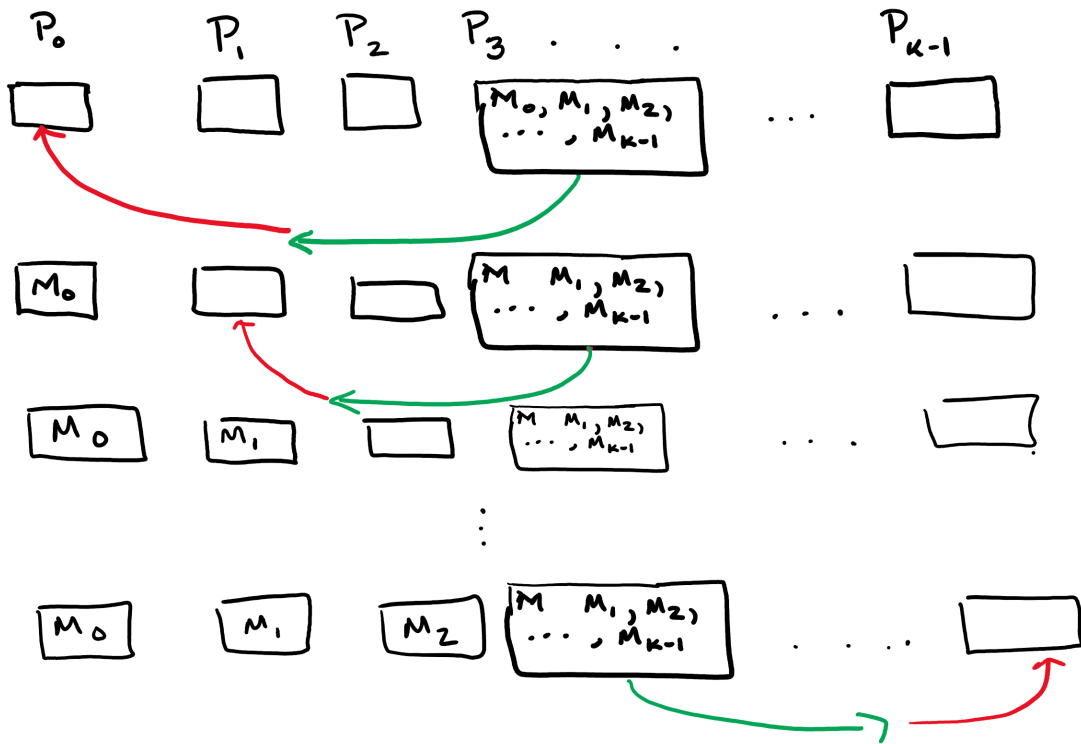 P₀ P₁ P₂ P₃ . . . Pₖ₋₁
M₀, M₁, M₂,
..., Mₖ₋₁
...
M₀
M M₁, M₂,
..., Mₖ₋₁
...
M₀ M₁
M M₁, M₂,
..., Mₖ₋₁
...
⋮
M₀ M₁ M₂
M M₁, M₂,
..., Mₖ₋₁
....